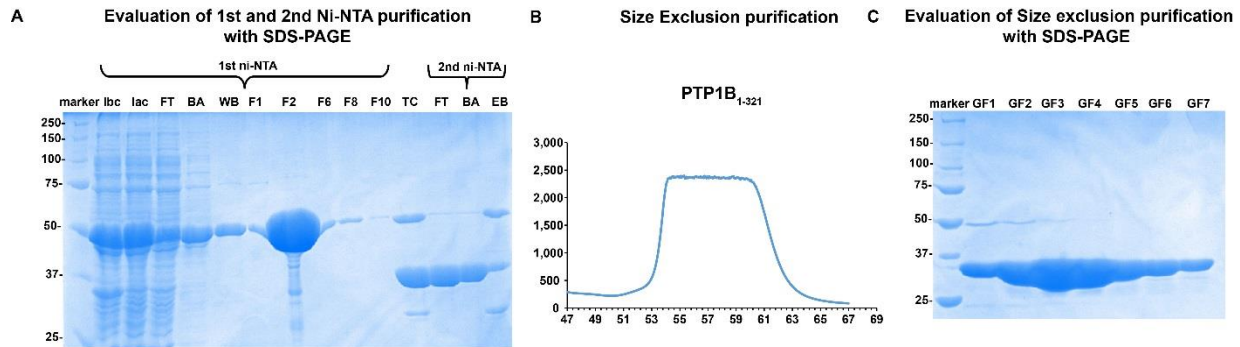 A
Evaluation of 1st and 2nd Ni-NTA purification
with SDS-PAGE
1st ni-NTA
2nd ni-NTA
marker lbc lac FT BA WB F1 F2 F6 F8 F10 TC FT BA EB
250-
150-
100-
75-
50-
37-
25-
B
Size Exclusion purification
PTP1B1-321
3,000
2,500
2,000
1,500
1,000
500
0
47 49 51 53 55 57 59 61 63 65 67 69
C
Evaluation of Size exclusion purification
with SDS-PAGE
marker GF1 GF2 GF3 GF4 GF5 GF6 GF7
250-
150-
100-
75-
50-
37-
25-